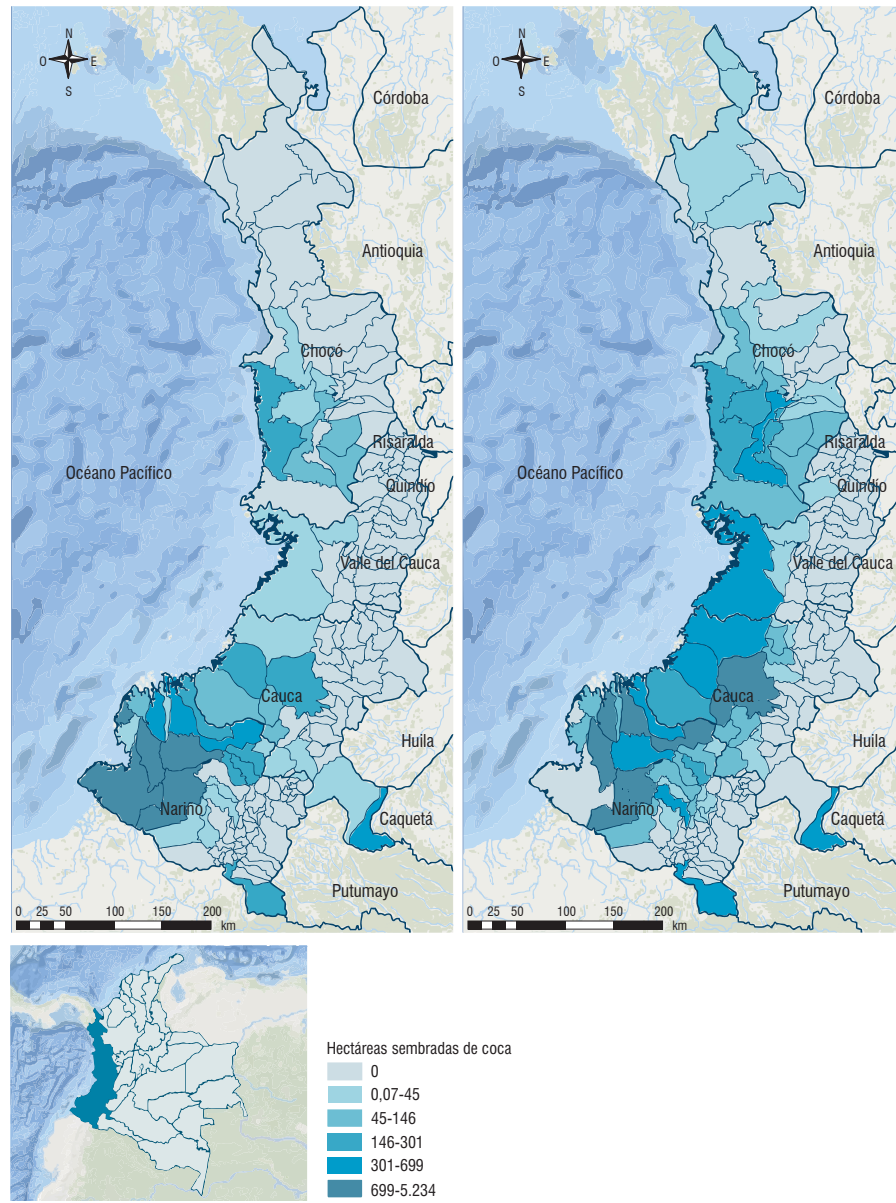 N
O E
S
Córdoba
Antioquia
Chocó
Risaralda
Quindío
Océano Pacífico
Valle del Cauca
Cauca
Huila
Nariño
Caquetá
Putumayo
0 25 50 100 150 200
km
N
O E
S
Córdoba
Antioquia
Chocó
Risaralda
Quindío
Océano Pacífico
Valle del Cauca
Cauca
Huila
Nariño
Caquetá
Putumayo
0 25 50 100 150 200
km
Hectáreas sembradas de coca
0
0,07-45
45-146
146-301
301-699
699-5.234